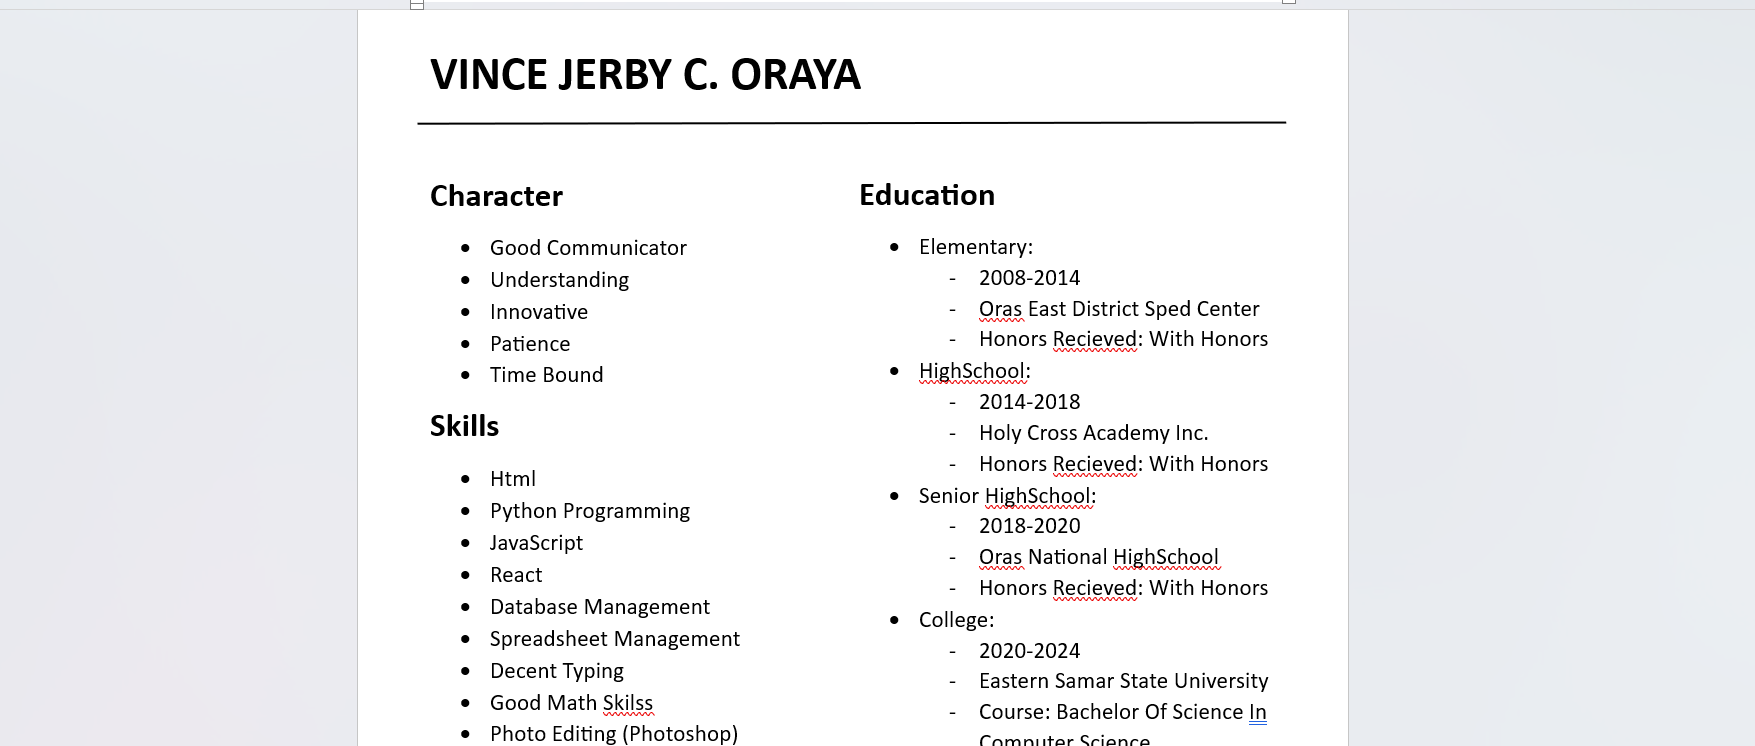 VINCE JERBY C. ORAYA
Character
Good Communicator
Understanding
Innovative
Patience
Time Bound
Skills
Html
Python Programming
JavaScript
React
Database Management
Spreadsheet Management
Decent Typing
Good Math Skilss
Photo Editing (Photoshop)
Education
Elementary:
- 2008-2014
- Oras East District Sped Center
- Honors Recieved: With Honors
HighSchool:
- 2014-2018
- Holy Cross Academy Inc.
- Honors Recieved: With Honors
Senior HighSchool:
- 2018-2020
- Oras National HighSchool
- Honors Recieved: With Honors
College:
- 2020-2024
- Eastern Samar State University
- Course: Bachelor Of Science In
Computer Science